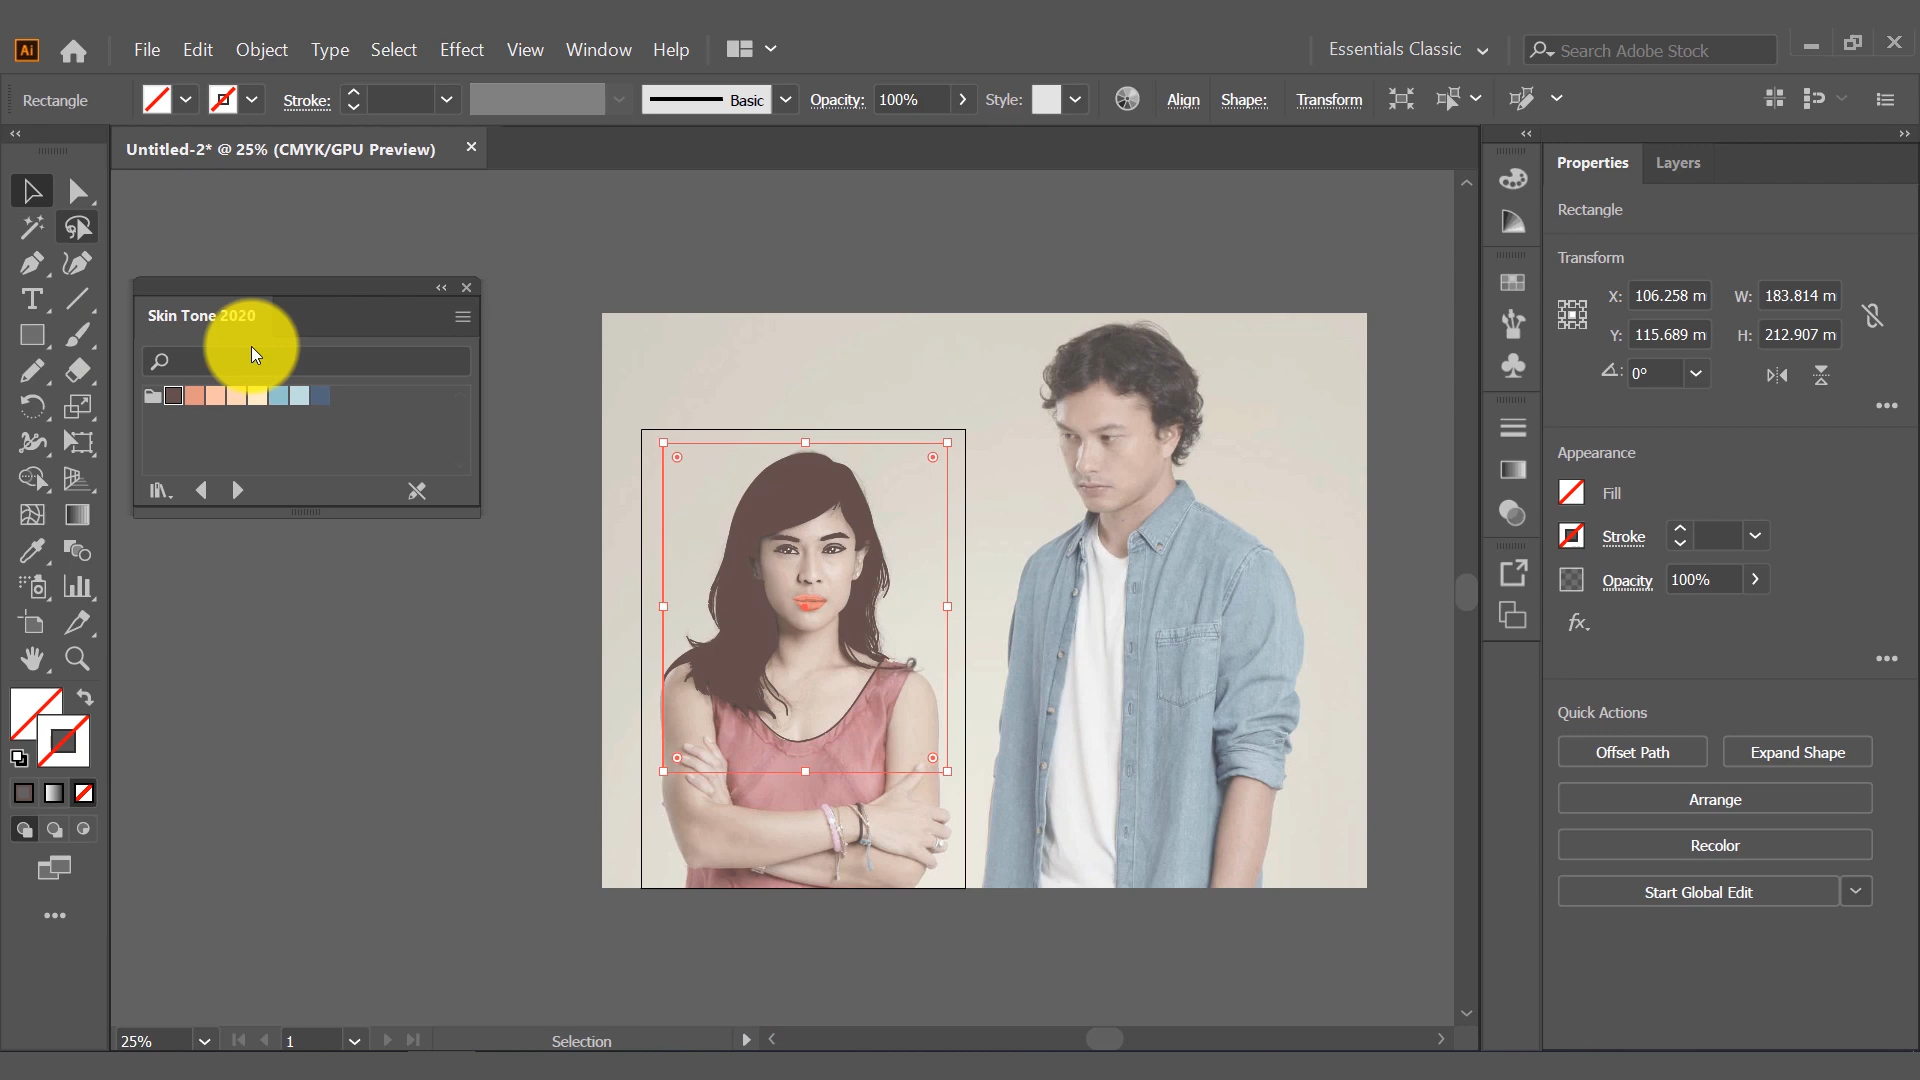 Ai
File Edit Object Type Select Effect View Window Help
Essentials Classic
Search Adobe Stock
Rectangle
Stroke:
Basic
Opacity: 100%
Style:
Align
Shape:
Transform
Untitled-2* @ 25% (CMYK/GPU Preview)
Properties
Layers
Rectangle
Transform
X: 106.258 m
W: 183.814 m
Y: 115.689 m
H: 212.907 m
0°
Skin Tone 2020
Appearance
Fill
Stroke
Opacity 100%
fx.
Quick Actions
Offset Path
Expand Shape
Arrange
Recolor
Start Global Edit
25%
1
Selection